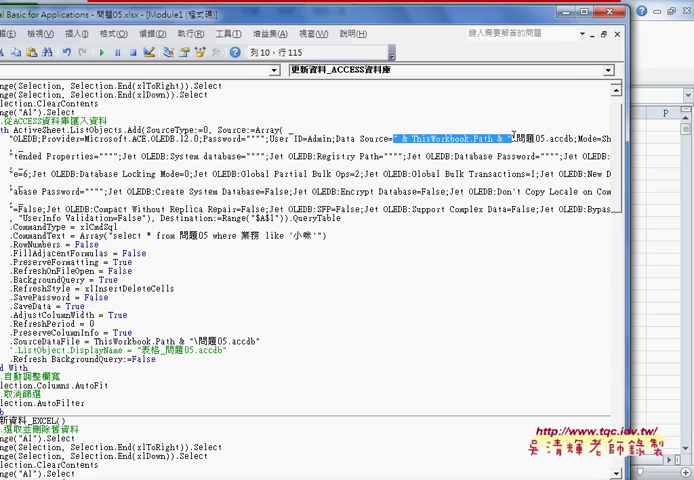 al Basic for Applications - 問題05.xlsx - [Module1 (程式碼)]
檢視(V) 插入(I) 格式(O) 偵錯(D) 執行(R) 工具(T) 增益集(A) 視窗(W) 說明(H) 鍵入需要解答的問題
列 10, 行 115
更新資料_ACCESS資料庫
nge(Selection, Selection.End(xlToRight)).Select
nge(Selection, Selection.End(xlDown)).Select
lection.ClearContents
nge("A1").Select
.從ACCESS資料庫匯入資料
th ActiveSheet.ListObjects.Add(SourceType:=0, Source:=Array( _
"OLEDB;Provider=Microsoft.ACE.OLEDB.12.0;Password="""";User ID=Admin;Data Source=" & ThisWorkbook.Path & "\問題05.accdb;Mode=Sh
tended Properties="""";Jet OLEDB:System database="""";Jet OLEDB:Registry Path="""";Jet OLEDB:Database Password="""";Jet OLEDB
e=6;Jet OLEDB:Database Locking Mode=0;Jet OLEDB:Global Partial Bulk Ops=2;Jet OLEDB:Global Bulk Transactions=1;Jet OLEDB:New D
abase Password="""";Jet OLEDB:Create System Database=False;Jet OLEDB:Encrypt Database=False;Jet OLEDB:Don't Copy Locale on Com
=False;Jet OLEDB:Compact Without Replica Repair=False;Jet OLEDB:SFP=False;Jet OLEDB:Support Complex Data=False;Jet OLEDB:Bypas
, "UserInfo Validation=False"), Destination:=Range("$A$1")).QueryTable
.CommandType = xlCmdSql
.CommandText = Array("select * from 問題05 where 業務 like '小咪'")
.RowNumbers = False
.FillAdjacentFormulas = False
.PreserveFormatting = True
.RefreshOnFileOpen = False
.BackgroundQuery = True
.RefreshStyle = xlInsertDeleteCells
.SavePassword = False
.SaveData = True
.AdjustColumnWidth = True
.RefreshPeriod = 0
.PreserveColumnInfo = True
.SourceDataFile = ThisWorkbook.Path & "\問題05.accdb"
'.ListObject.DisplayName = "表格_問題05.accdb"
.Refresh BackgroundQuery:=False
d With
.自動調整欄寬
lection.Columns.AutoFit
.取消篩選
lection.AutoFilter
b
新資料_EXCEL()
.選取並刪除舊資料
nge("A1").Select
nge(Selection, Selection.End(xlToRight)).Select
nge(Selection, Selection.End(xlDown)).Select
lection.ClearContents
nge("A1").Select
P
http://www.tqc.idv.tw/
吳清輝老師錄製